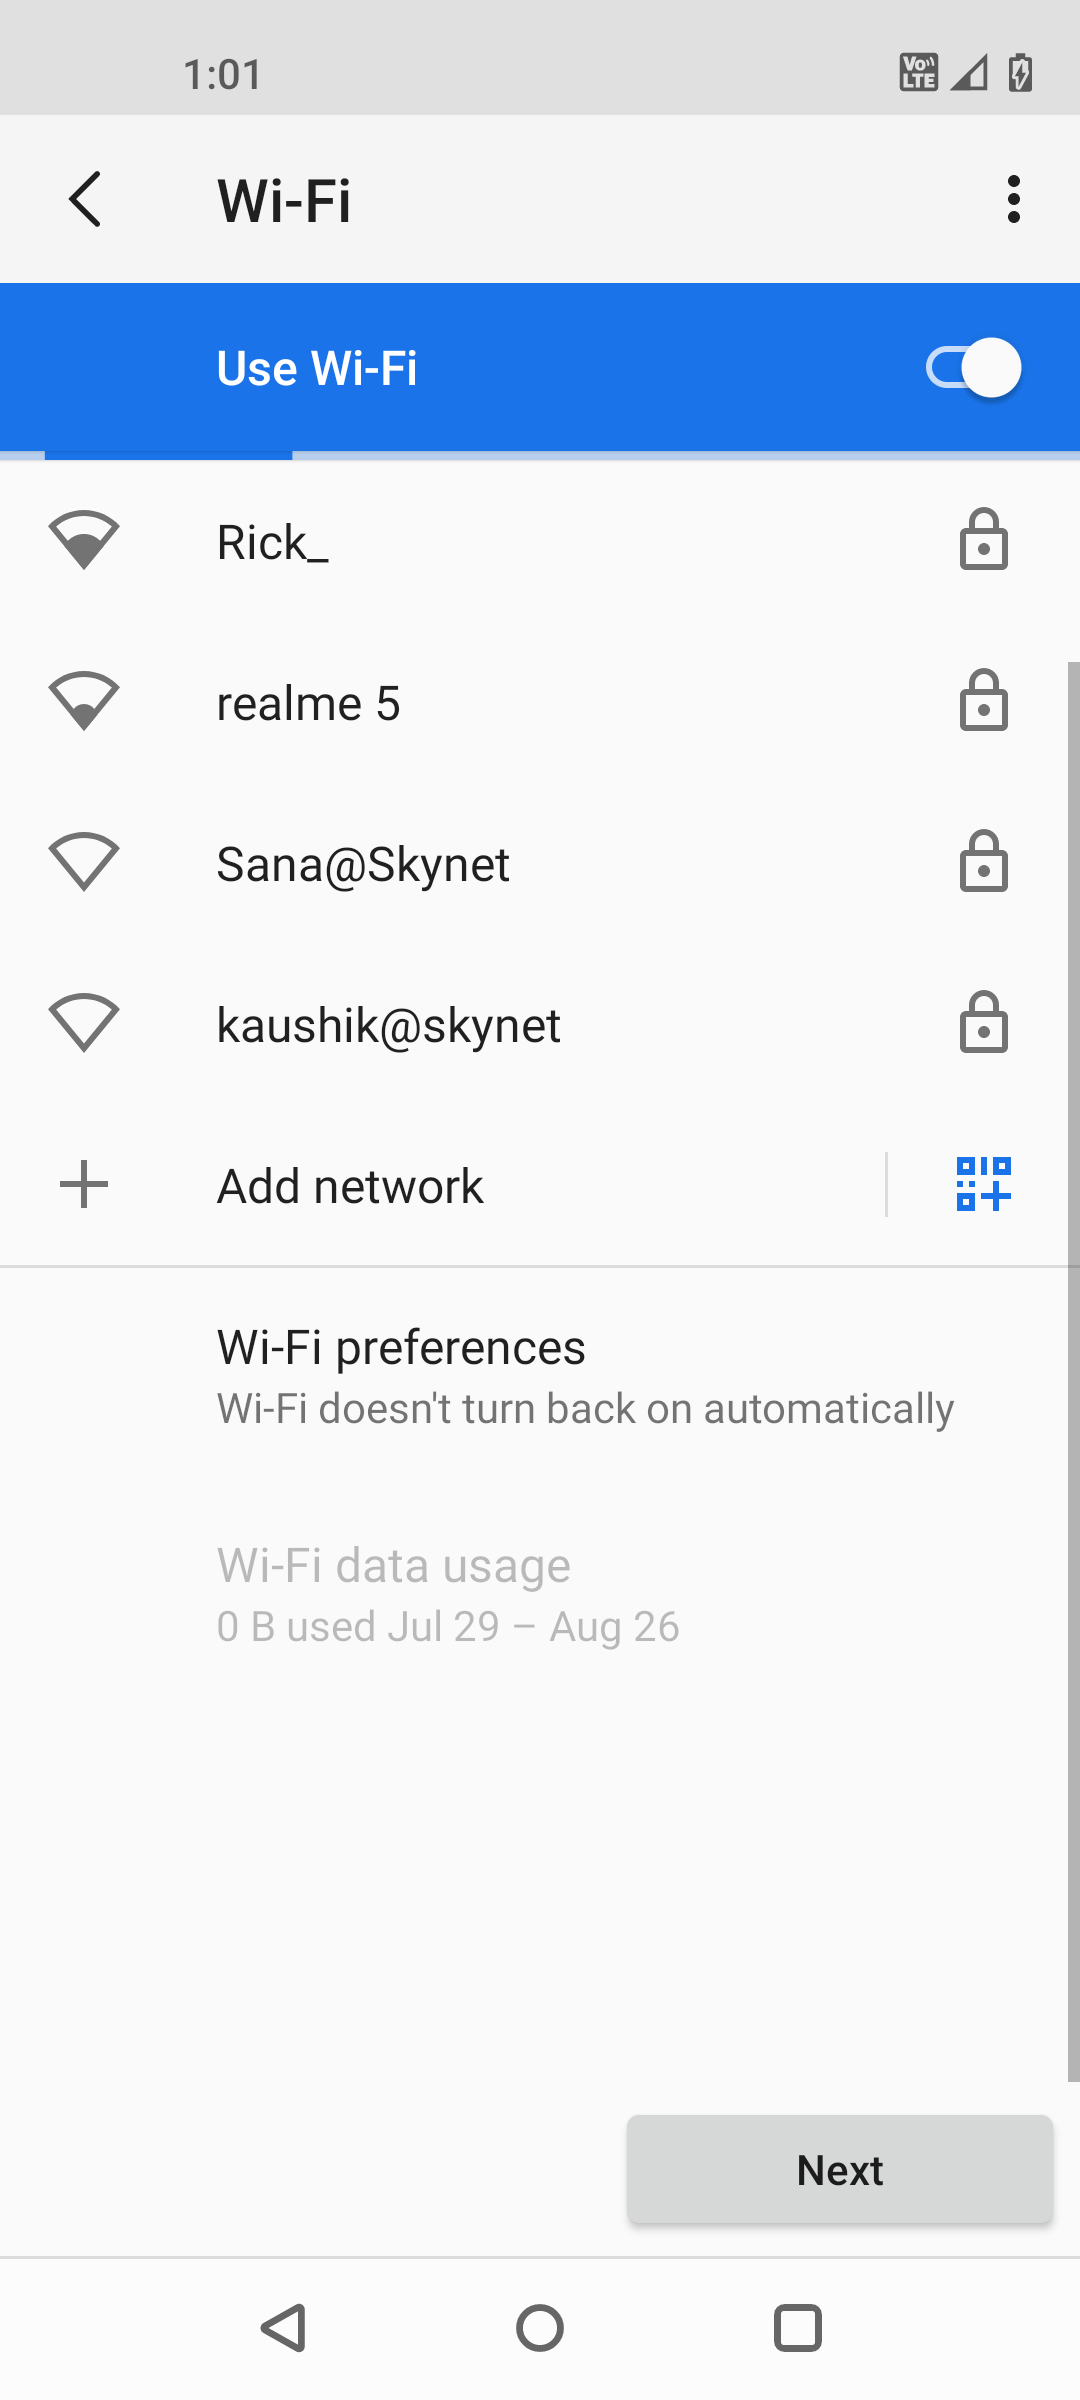 1:01
Vo LTE
Wi-Fi
Use Wi-Fi
Rick_
realme 5
Sana@Skynet
kaushik@skynet
Add network
Wi-Fi preferences
Wi-Fi doesn't turn back on automatically
Wi-Fi data usage
0 B used Jul 29 – Aug 26
Next